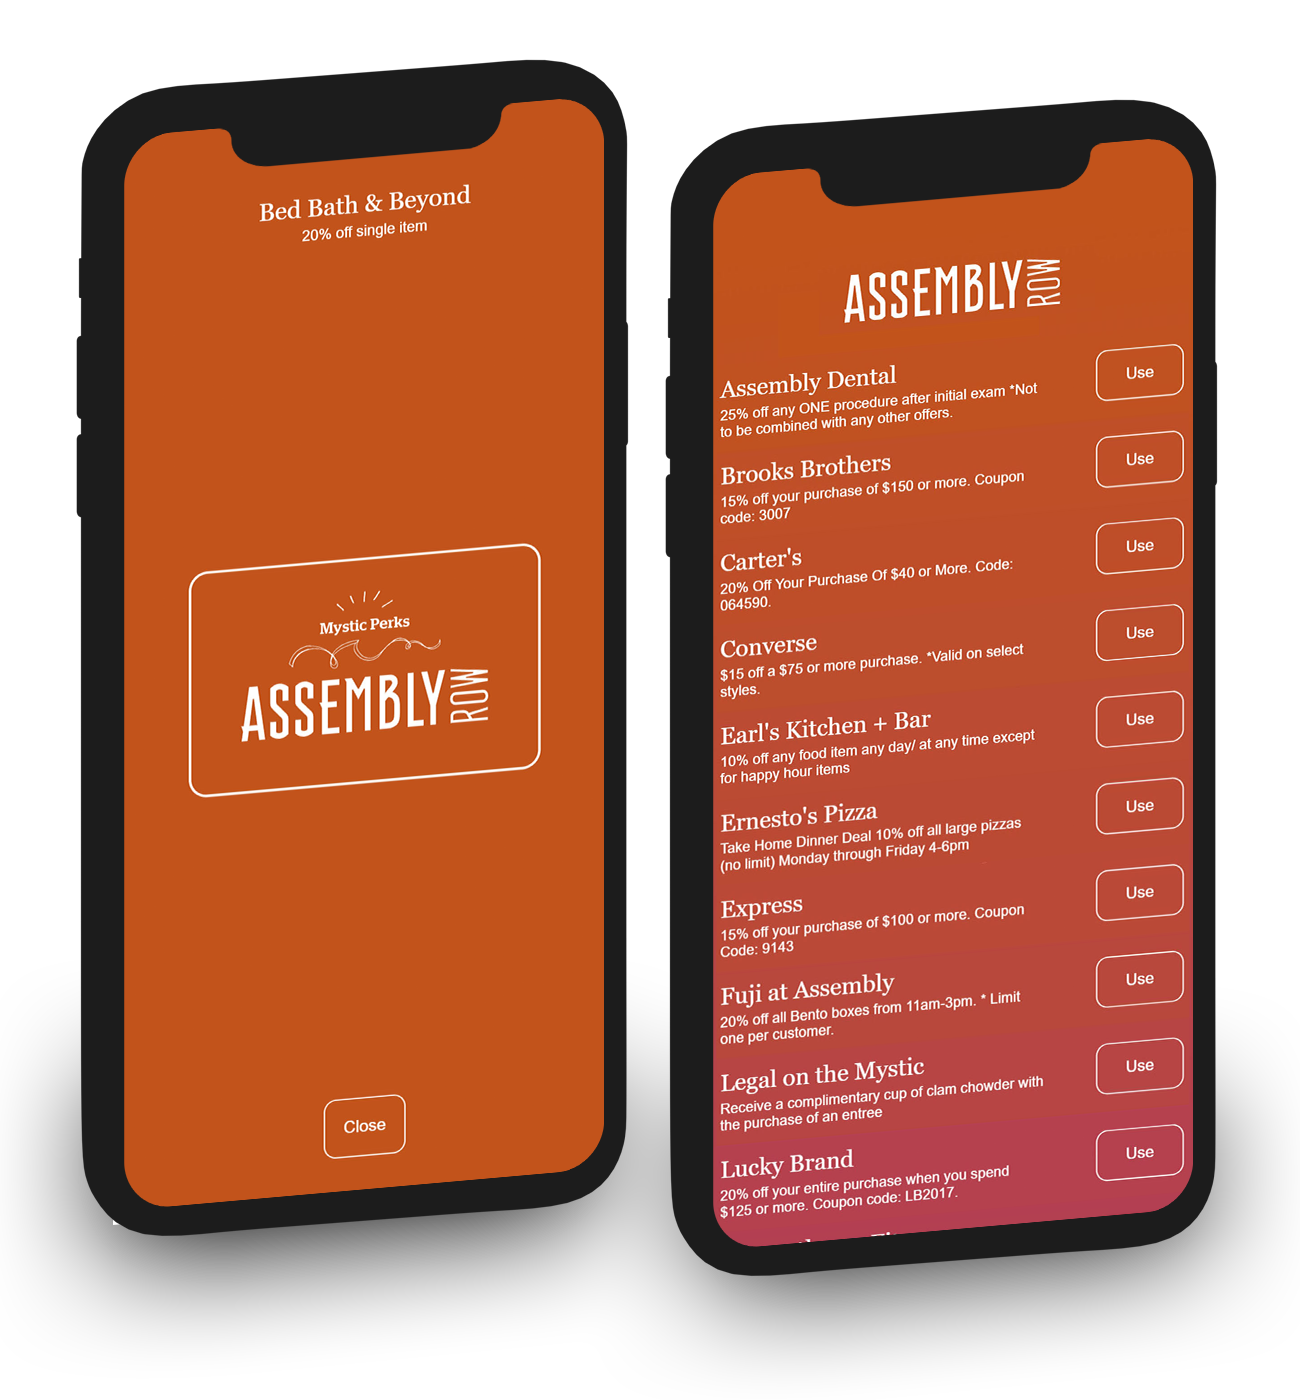 Bed Bath & Beyond
20% off single item
Mystic Perks
ASSEMBLY ROW
Close
ASSEMBLY ROW
Assembly Dental
25% off any ONE procedure after initial exam *Not
to be combined with any other offers.
Use
Brooks Brothers
15% off your purchase of $150 or more. Coupon
code: 3007
Use
Carter's
20% Off Your Purchase Of $40 or More. Code:
064590.
Use
Converse
$15 off a $75 or more purchase. *Valid on select
styles.
Use
Earl's Kitchen + Bar
10% off any food item any day/ at any time except
for happy hour items
Use
Ernesto's Pizza
Take Home Dinner Deal 10% off all large pizzas
(no limit) Monday through Friday 4-6pm
Use
Express
15% off your purchase of $100 or more. Coupon
Code: 9143
Use
Fuji at Assembly
20% off all Bento boxes from 11am-3pm. * Limit
one per customer.
Use
Legal on the Mystic
Receive a complimentary cup of clam chowder with
the purchase of an entree
Use
Lucky Brand
20% off your entire purchase when you spend
$125 or more. Coupon code: LB2017.
Use